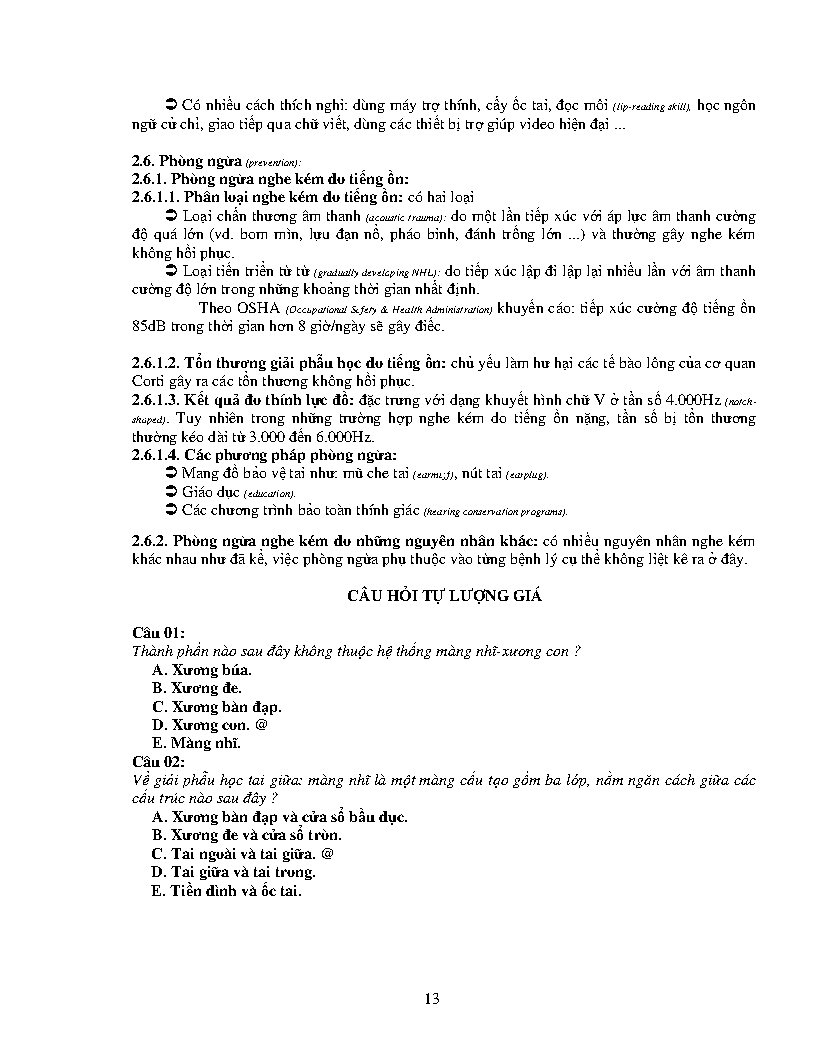 ➲ Có nhiều cách thích nghi: dùng máy trợ thính, cấy ốc tai, đọc môi (lip-reading skill), học ngôn
ngữ cử chỉ, giao tiếp qua chữ viết, dùng các thiết bị trợ giúp video hiện đại ...
2.6. Phòng ngừa (prevention):
2.6.1. Phòng ngừa nghe kém do tiếng ồn:
2.6.1.1. Phân loại nghe kém do tiếng ồn: có hai loại
➲ Loại chấn thương âm thanh (acoustic trauma): do một lần tiếp xúc với áp lực âm thanh cường
độ quá lớn (vd. bom mìn, lựu đạn nổ, pháo binh, đánh trống lớn ...) và thường gây nghe kém
không hồi phục.
➲ Loại tiến triển từ từ (gradually developing NHL): do tiếp xúc lập đi lập lại nhiều lần với âm thanh
cường độ lớn trong những khoảng thời gian nhất định.
Theo OSHA (Occupational Safety & Health Administration) khuyến cáo: tiếp xúc cường độ tiếng ồn
85dB trong thời gian hơn 8 giờ/ngày sẽ gây điếc.
2.6.1.2. Tổn thương giải phẫu học do tiếng ồn: chủ yếu làm hư hại các tế bào lông của cơ quan
Corti gây ra các tổn thương không hồi phục.
2.6.1.3. Kết quả đo thính lực đồ: đặc trưng với dạng khuyết hình chữ V ở tần số 4.000Hz (notch-
shaped). Tuy nhiên trong những trường hợp nghe kém do tiếng ồn nặng, tần số bị tổn thương
thường kéo dài từ 3.000 đến 6.000Hz.
2.6.1.4. Các phương pháp phòng ngừa:
➲ Mang đồ bảo vệ tai như: mũ che tai (earmuff), nút tai (earplug).
➲ Giáo dục (education).
➲ Các chương trình bảo toàn thính giác (hearing conservation programs).
2.6.2. Phòng ngừa nghe kém do những nguyên nhân khác: có nhiều nguyên nhân nghe kém
khác nhau như đã kể, việc phòng ngừa phụ thuộc vào từng bệnh lý cụ thể không liệt kê ra ở đây.
CÂU HỎI TỰ LƯỢNG GIÁ
Câu 01:
Thành phần nào sau đây không thuộc hệ thống màng nhĩ-xương con ?
A. Xương búa.
B. Xương đe.
C. Xương bàn đạp.
D. Xương con. @
E. Màng nhĩ.
Câu 02:
Về giải phẫu học tai giữa: màng nhĩ là một màng cấu tạo gồm ba lớp, nằm ngăn cách giữa các
cấu trúc nào sau đây ?
A. Xương bàn đạp và cửa sổ bầu dục.
B. Xương đe và cửa sổ tròn.
C. Tai ngoài và tai giữa. @
D. Tai giữa và tai trong.
E. Tiền đình và ốc tai.
13